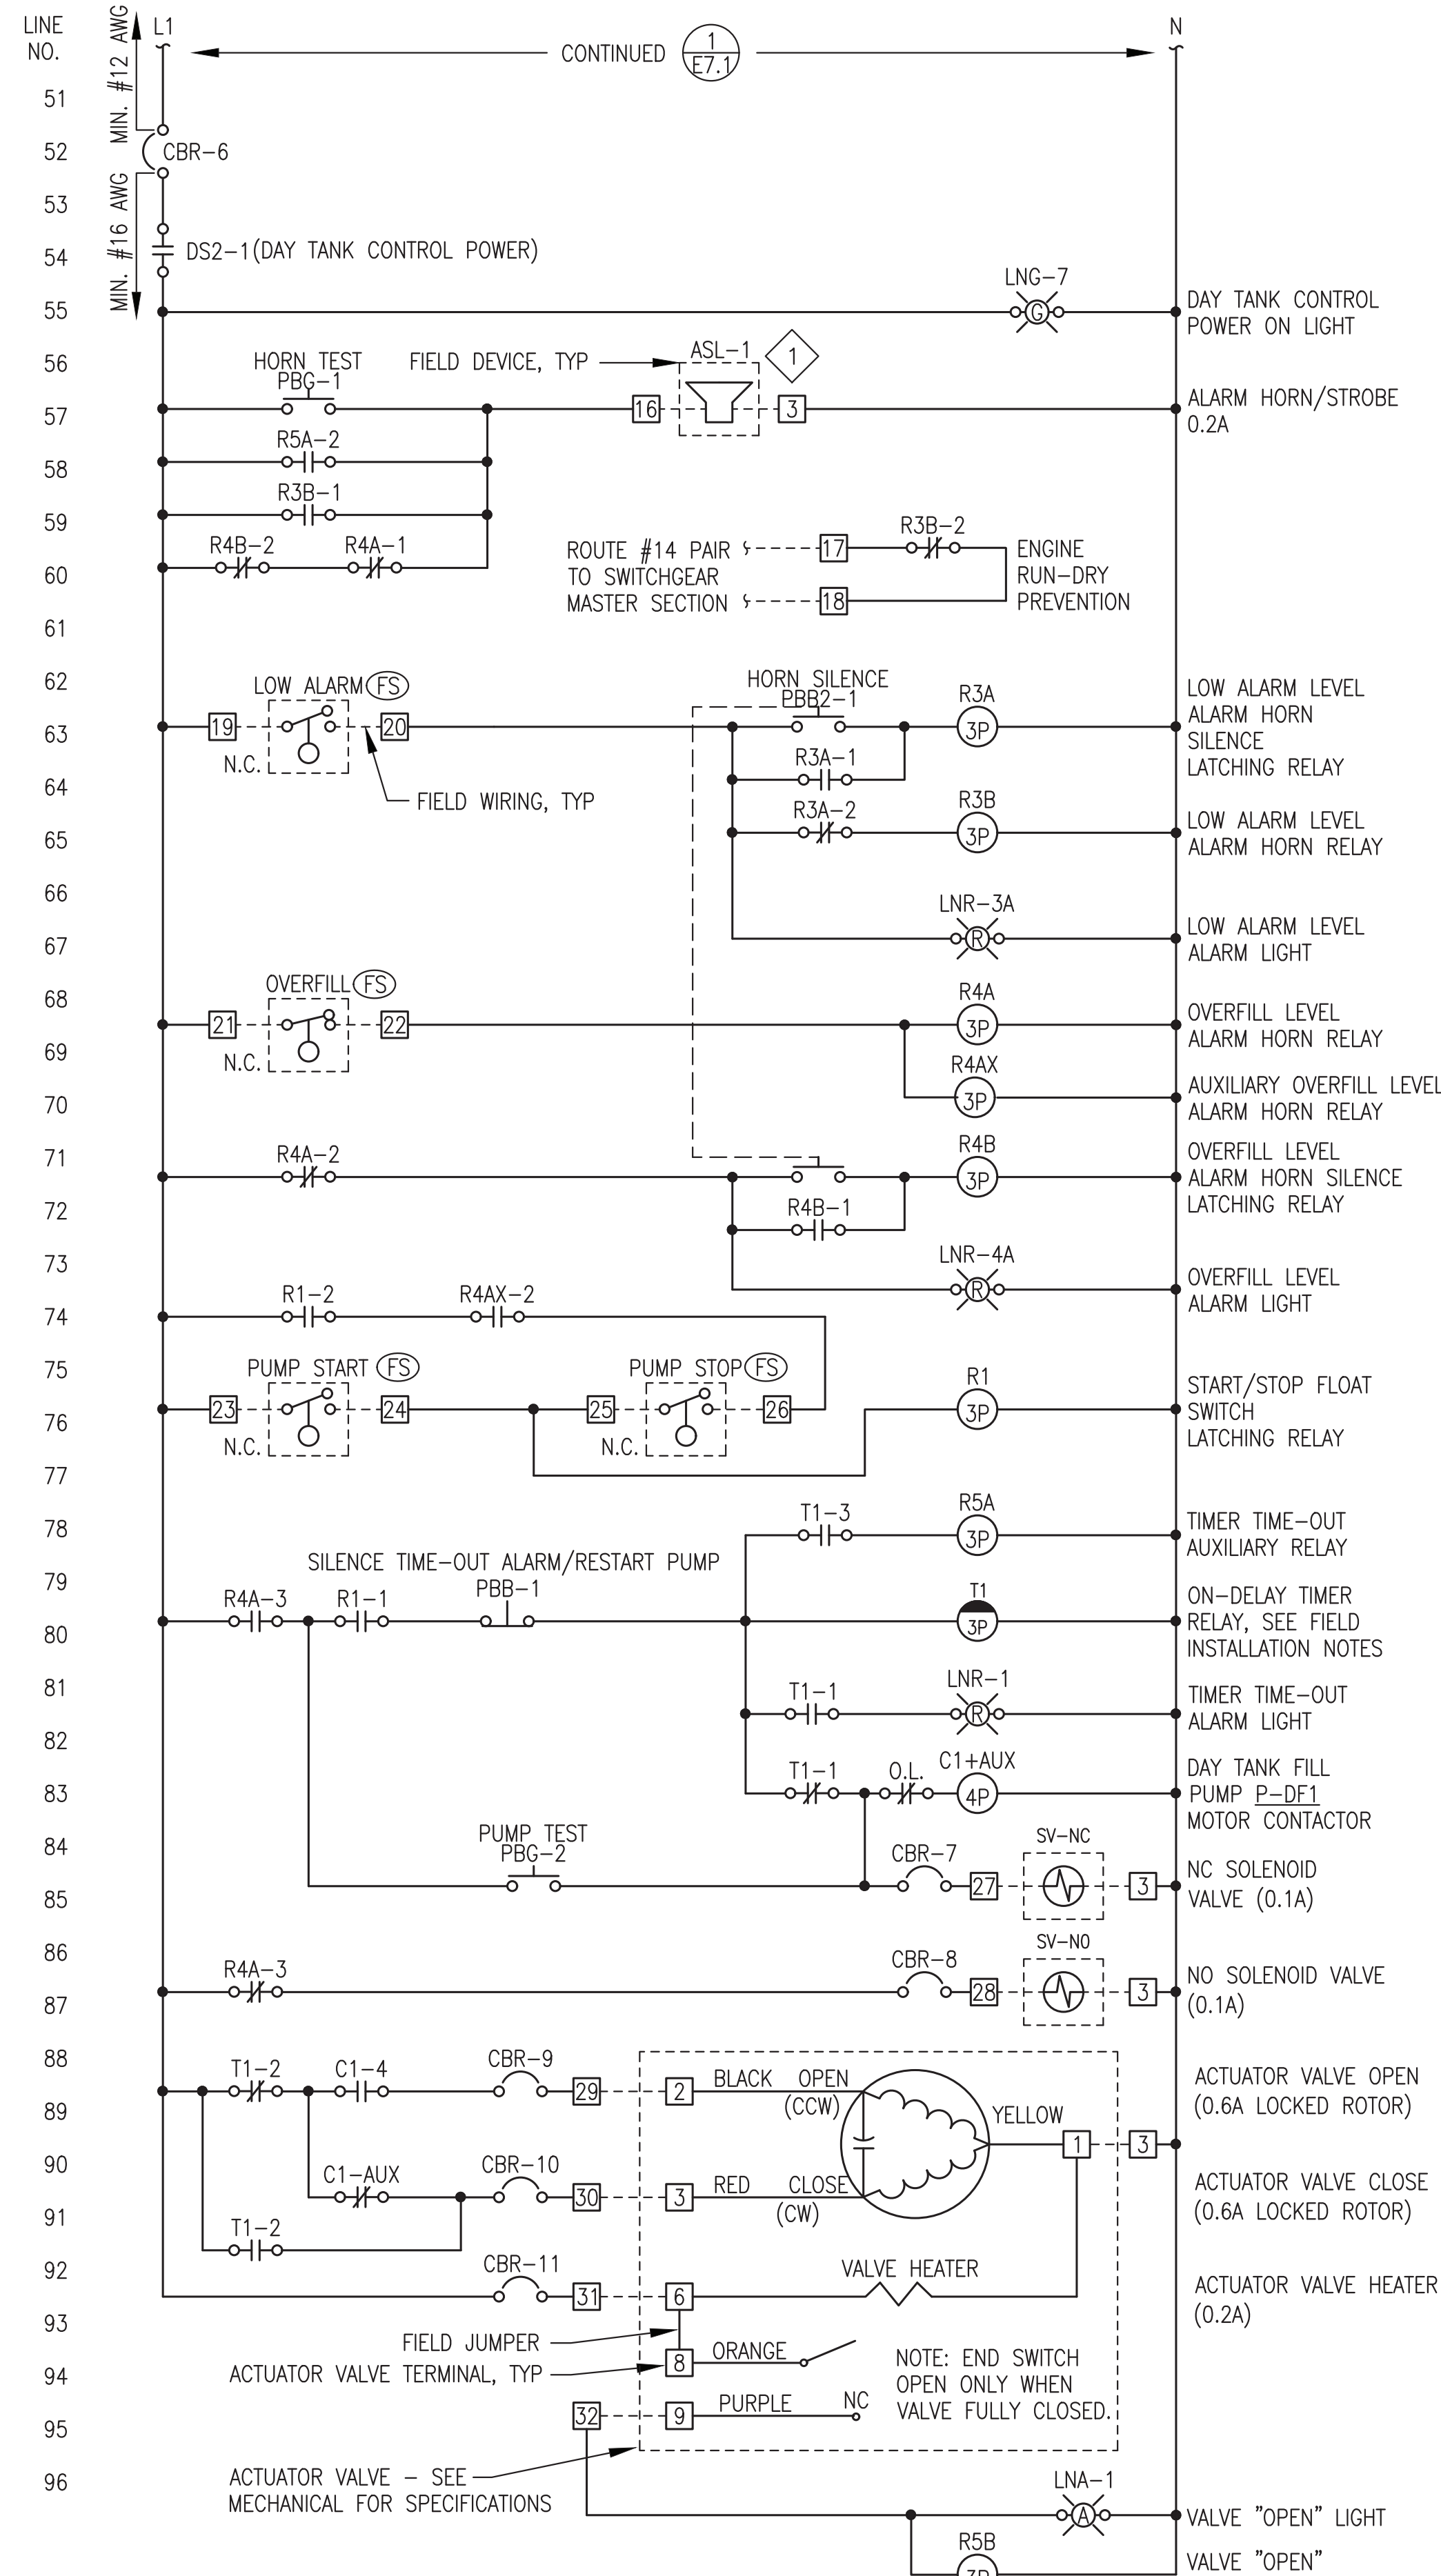 LINE NO.
MIN. #12 AWG
L1
CONTINUED
1
E7.1
N
51
52
CBR-6
53
MIN. #16 AWG
54
DS2-1(DAY TANK CONTROL POWER)
LNG-7
55
G
DAY TANK CONTROL
POWER ON LIGHT
56
HORN TEST
PBG-1
FIELD DEVICE, TYP
ASL-1
1
57
16
3
ALARM HORN/STROBE
0.2A
58
R5A-2
59
R3B-1
60
R4B-2
R4A-1
ROUTE #14 PAIR
TO SWITCHGEAR
MASTER SECTION
17
18
R3B-2
ENGINE
RUN-DRY
PREVENTION
61
62
LOW ALARM
FS
HORN SILENCE
PBB2-1
R3A
63
19
20
3P
N.C.
LOW ALARM LEVEL
ALARM HORN
SILENCE
LATCHING RELAY
64
FIELD WIRING, TYP
R3A-1
65
R3A-2
R3B
3P
LOW ALARM LEVEL
ALARM HORN RELAY
66
LNR-3A
67
R
LOW ALARM LEVEL
ALARM LIGHT
68
OVERFILL
FS
R4A
69
21
22
3P
N.C.
OVERFILL LEVEL
ALARM HORN RELAY
70
R4AX
3P
AUXILIARY OVERFILL LEVEL
ALARM HORN RELAY
71
R4A-2
R4B
3P
OVERFILL LEVEL
ALARM HORN SILENCE
LATCHING RELAY
72
R4B-1
73
LNR-4A
R
OVERFILL LEVEL
ALARM LIGHT
74
R1-2
R4AX-2
75
PUMP START
FS
PUMP STOP
FS
R1
76
23
24
25
26
3P
N.C.
N.C.
START/STOP FLOAT
SWITCH
LATCHING RELAY
77
78
T1-3
R5A
3P
TIMER TIME-OUT
AUXILIARY RELAY
79
SILENCE TIME-OUT ALARM/RESTART PUMP
PBB-1
80
R4A-3
R1-1
T1
3P
ON-DELAY TIMER
RELAY, SEE FIELD
INSTALLATION NOTES
81
T1-1
LNR-1
R
TIMER TIME-OUT
ALARM LIGHT
82
83
T1-1
O.L.
C1+AUX
4P
DAY TANK FILL
PUMP P-DF1
MOTOR CONTACTOR
84
PUMP TEST
PBG-2
CBR-7
SV-NC
85
27
3
NC SOLENOID
VALVE (0.1A)
86
R4A-3
CBR-8
SV-NO
87
28
3
NO SOLENOID VALVE
(0.1A)
88
T1-2
C1-4
CBR-9
89
29
2
BLACK OPEN
(CCW)
YELLOW
ACTUATOR VALVE OPEN
(0.6A LOCKED ROTOR)
90
1
3
C1-AUX
CBR-10
30
3
RED CLOSE
(CW)
ACTUATOR VALVE CLOSE
(0.6A LOCKED ROTOR)
91
T1-2
92
CBR-11
31
6
VALVE HEATER
ACTUATOR VALVE HEATER
(0.2A)
93
FIELD JUMPER
94
ACTUATOR VALVE TERMINAL, TYP
8
ORANGE
NOTE: END SWITCH
OPEN ONLY WHEN
VALVE FULLY CLOSED.
95
32
9
PURPLE
NC
96
ACTUATOR VALVE - SEE
MECHANICAL FOR SPECIFICATIONS
LNA-1
A
VALVE "OPEN" LIGHT
R5B
3P
VALVE "OPEN"